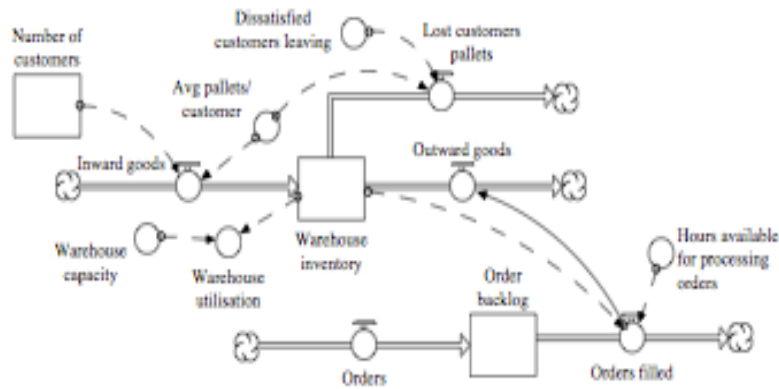 Dissatisfied
customers leaving
Lost customers
pallets
Number of
customers
Avg pallets/
customer
Inward goods
Outward goods
Warehouse
capacity
Warehouse
utilisation
Warehouse
inventory
Order
backlog
Hours available
for processing
orders
Orders
Orders filled